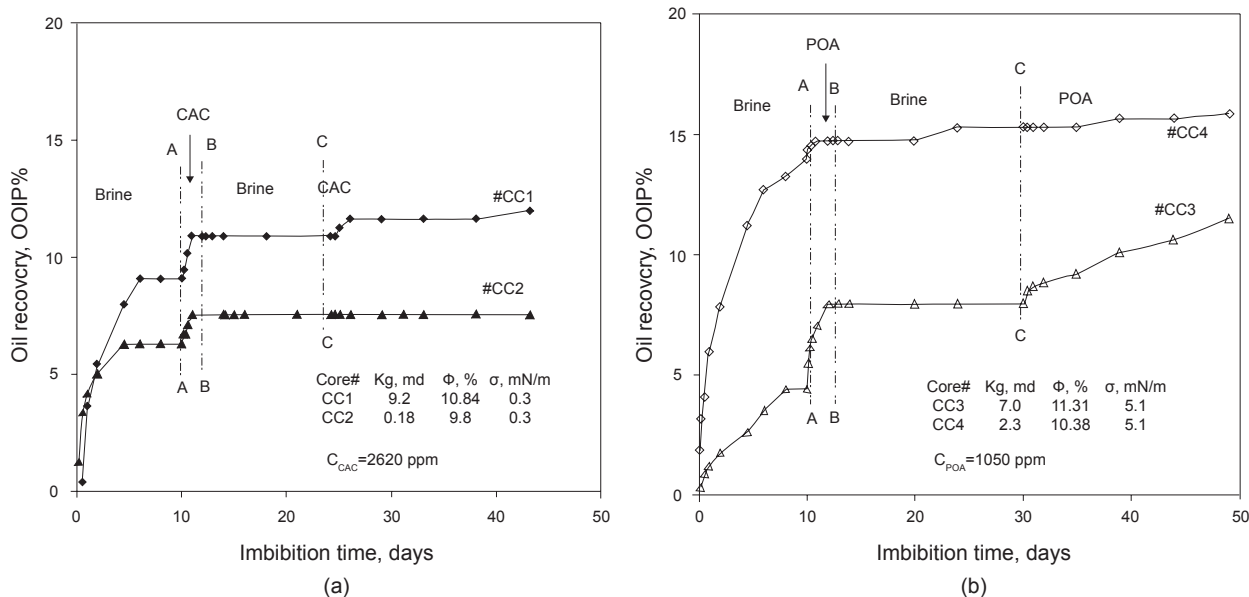 20
15
10
5
0
0
10
20
30
40
50
Oil recovcry, OOIP%
Imbibition time, days
(a)
CAC
A
B
C
Brine
Brine
CAC
#CC1
#CC2
A
B
C
Core# Kg, md Φ, % σ, mN/m
CC1 9.2 10.84 0.3
CC2 0.18 9.8 0.3
C_CAC=2620 ppm
20
15
10
5
0
0
10
20
30
40
50
Oil recovcry, OOIP%
Imbibition time, days
(b)
POA
A
B
C
Brine
Brine
POA
#CC4
#CC3
A
B
C
Core# Kg, md Φ, % σ, mN/m
CC3 7.0 11.31 5.1
CC4 2.3 10.38 5.1
C_POA=1050 ppm